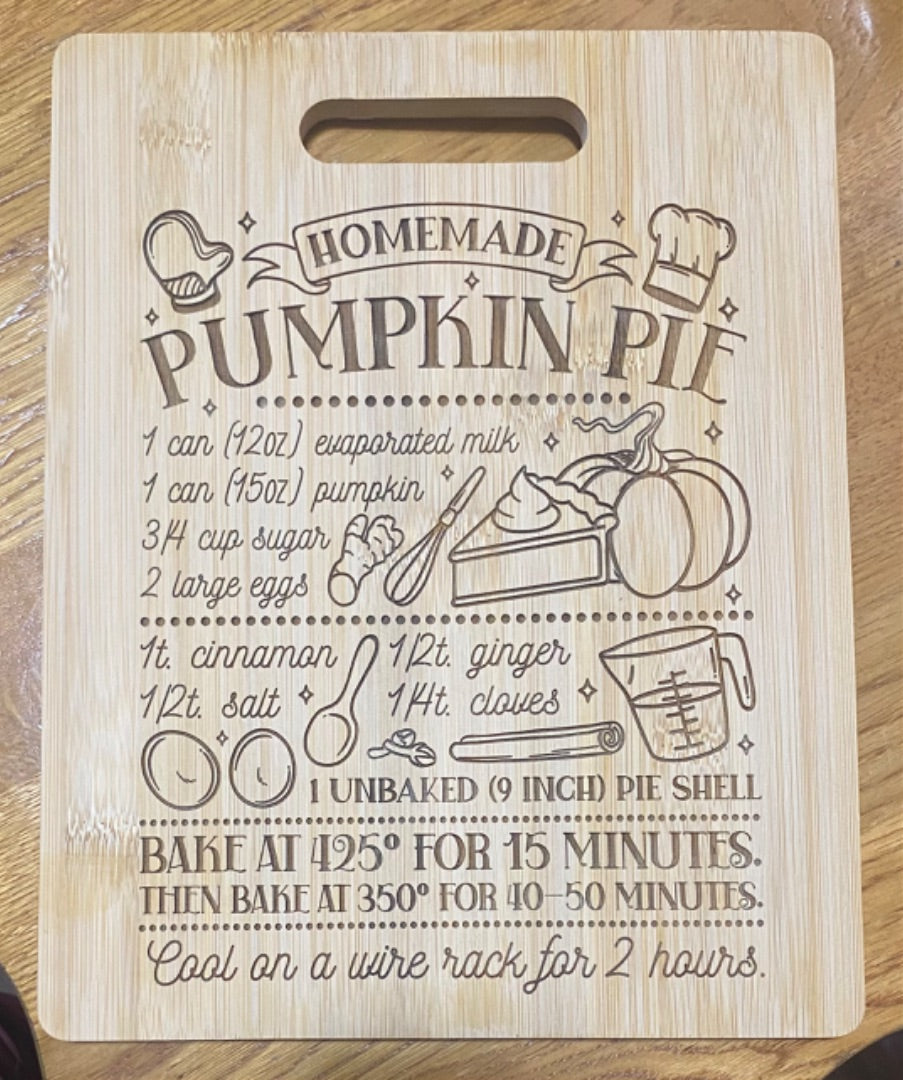 HOMEMADE
PUMPKIN PIE
1 can (12oz) evaporated milk
1 can (15oz) pumpkin
3/4 cup sugar
2 large eggs
1t. cinnamon 1/2t. ginger
1/2t. salt 1/4t. cloves
1 UNBAKED (9 INCH) PIE SHELL
BAKE AT 425° FOR 15 MINUTES.
THEN BAKE AT 350° FOR 40-50 MINUTES.
Cool on a wire rack for 2 hours.